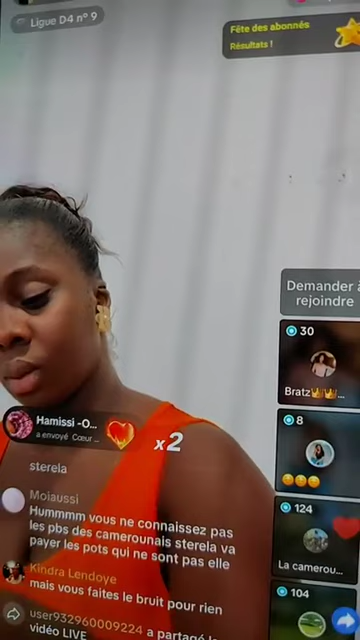 Ligue D4 n° 9
Fête des abonnés
Résultats !
Demander à
rejoindre
30
Bratz👑👑...
8
😊😊😊
124
La camerou...
104
Hamissi -O...
a envoyé Cœur ...
x2
sterela
Moiaussi
Hummmm vous ne connaissez pas
les pbs des camerounais sterela va
payer les pots qui ne sont pas elle
Kindra Lendoye
mais vous faites le bruit pour rien
user932960009224 a partagé la
vidéo LIVE